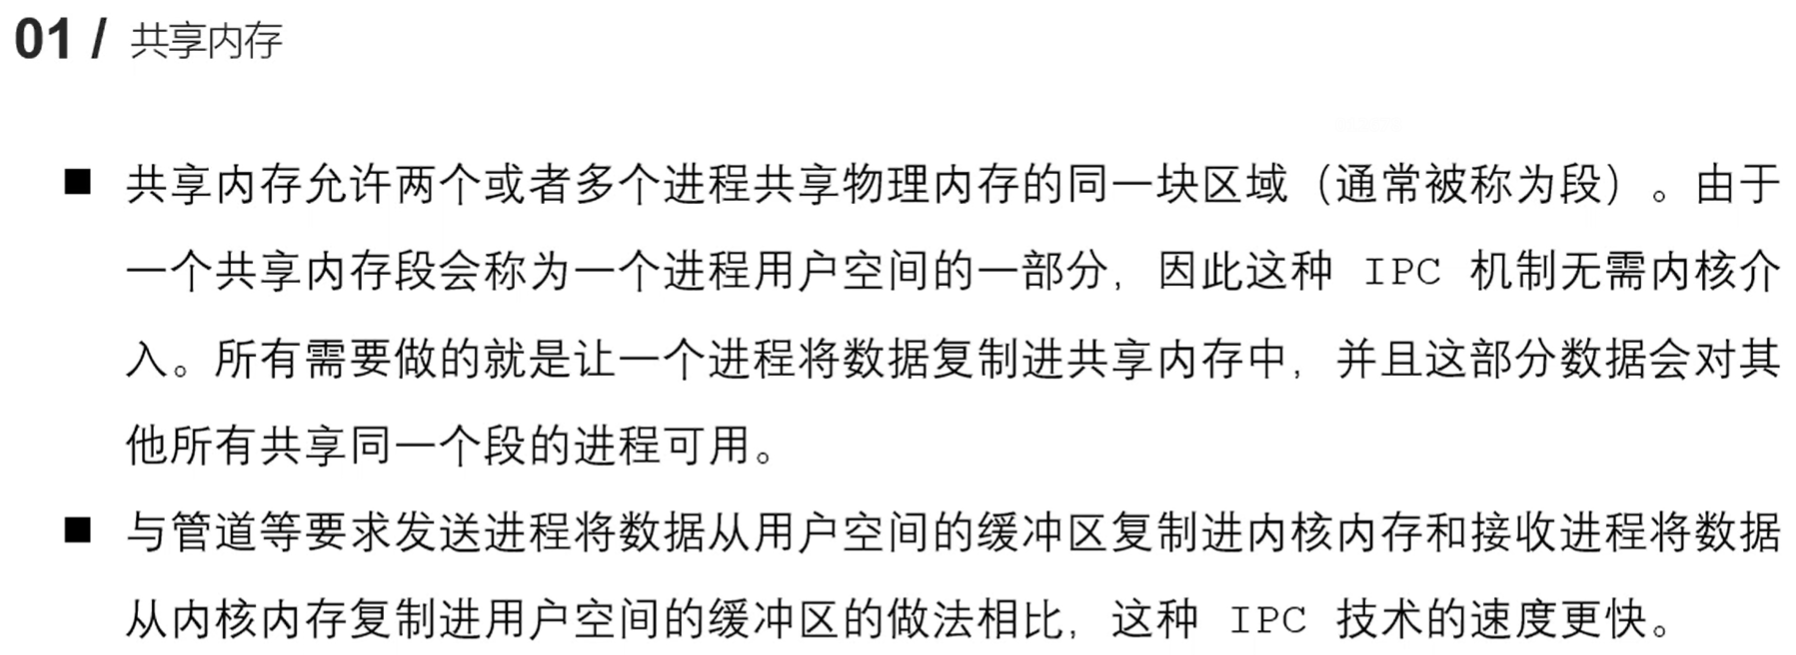 01 / 共享内存
■ 共享内存允许两个或者多个进程共享物理内存的同一块区域（通常被称为段）。由于
一个共享内存段会称为一个进程用户空间的一部分，因此这种 IPC 机制无需内核介
入。所有需要做的就是让一个进程将数据复制进共享内存中，并且这部分数据会对其
他所有共享同一个段的进程可用。
■ 与管道等要求发送进程将数据从用户空间的缓冲区复制进内核内存和接收进程将数据
从内核内存复制进用户空间的缓冲区的做法相比，这种 IPC 技术的速度更快。